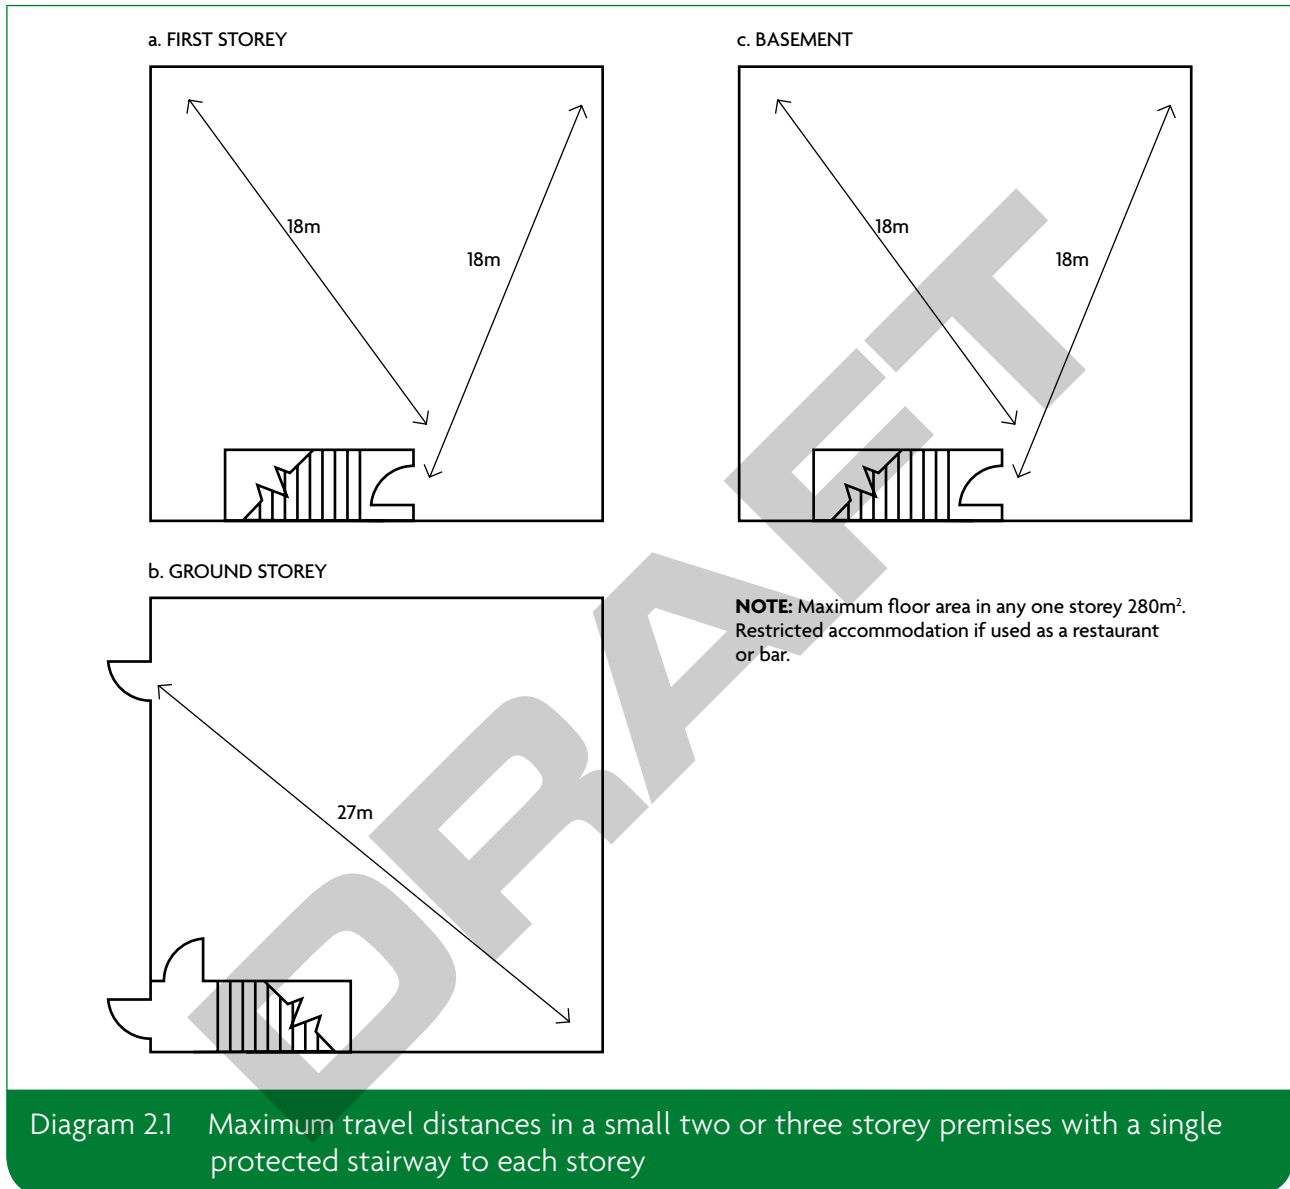 a. FIRST STOREY
18m
18m
c. BASEMENT
18m
18m
b. GROUND STOREY
27m
NOTE: Maximum floor area in any one storey 280m².
Restricted accommodation if used as a restaurant
or bar.
DRAFT
Diagram 2.1 Maximum travel distances in a small two or three storey premises with a single
protected stairway to each storey